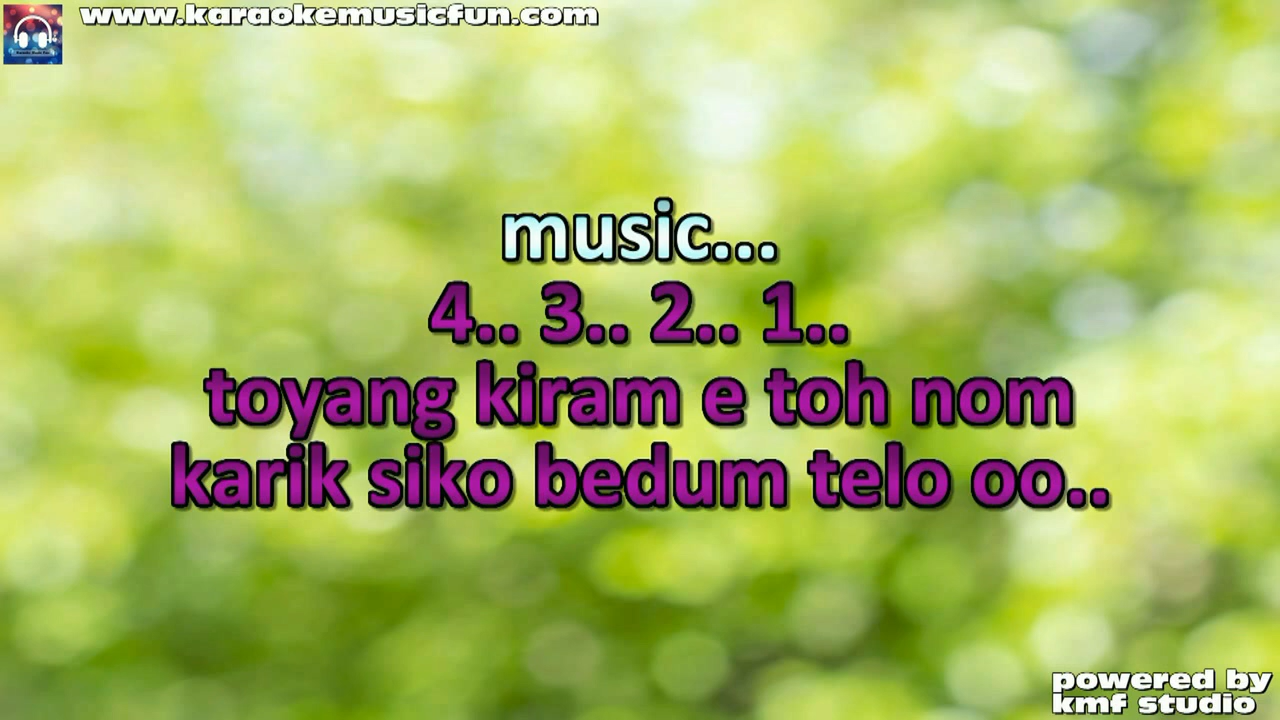 www.karaokemusicfun.com
music...
4.. 3.. 2.. 1..
toyang kiram e toh nom
karik siko bedum telo oo..
powered by
kmf studio